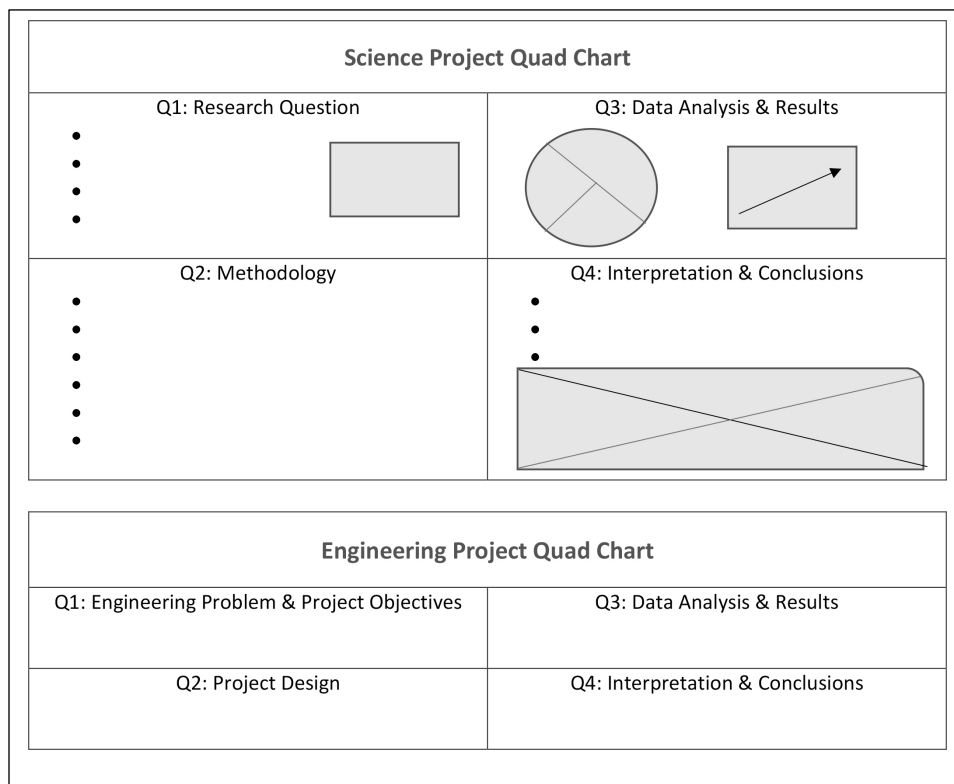 Science Project Quad Chart
Q1: Research Question
Q3: Data Analysis & Results
Q2: Methodology
Q4: Interpretation & Conclusions
Engineering Project Quad Chart
Q1: Engineering Problem & Project Objectives
Q3: Data Analysis & Results
Q2: Project Design
Q4: Interpretation & Conclusions